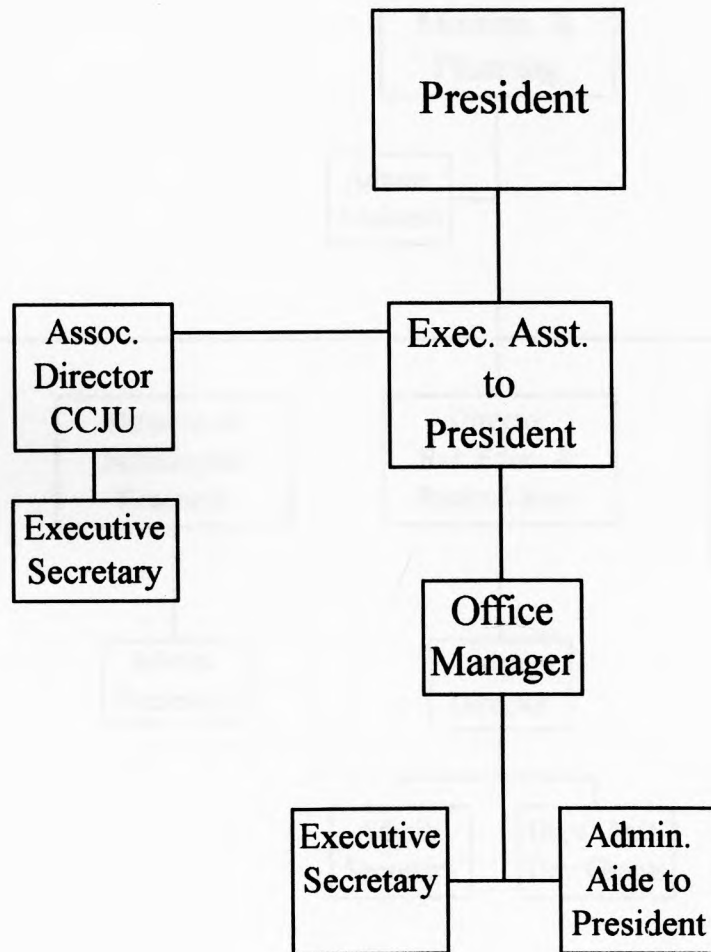 President
Assoc.
Director
CCJU
Exec. Asst.
to
President
Executive
Secretary
Office
Manager
Executive
Secretary
Admin.
Aide to
President